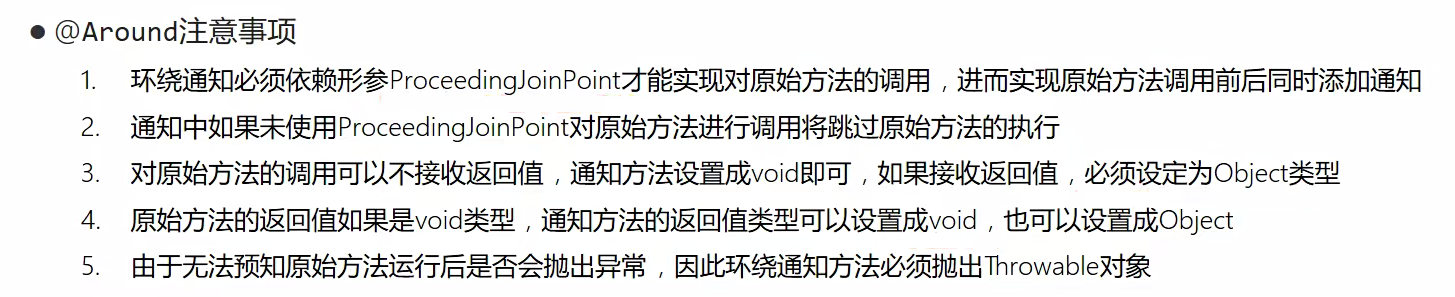 ● @Around注意事项
1. 环绕通知必须依赖形参ProceedingJoinPoint才能实现对原始方法的调用，进而实现原始方法调用前后同时添加通知
2. 通知中如果未使用ProceedingJoinPoint对原始方法进行调用将跳过原始方法的执行
3. 对原始方法的调用可以不接收返回值，通知方法设置成void即可，如果接收返回值，必须设定为Object类型
4. 原始方法的返回值如果是void类型，通知方法的返回值类型可以设置成void，也可以设置成Object
5. 由于无法预知原始方法运行后是否会抛出异常，因此环绕通知方法必须抛出Throwable对象